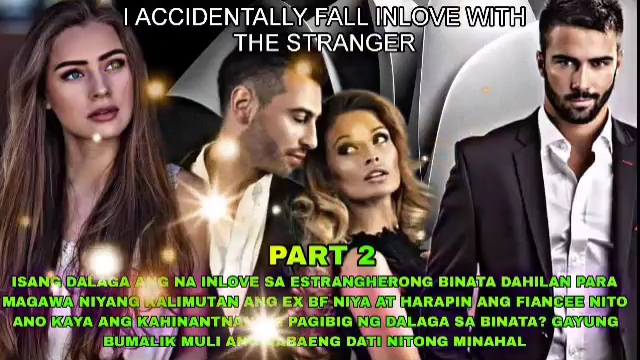 I ACCIDENTALLY FALL INLOVE WITH
THE STRANGER
PART 2
ISANG DALAGA ANG NA INLOVE SA ESTRANGHERONG BINATA DAHILAN PARA
MAGAWA NIYANG KALIMUTAN ANG EX BF NIYA AT HARAPIN ANG FIANCEE NITO
ANO KAYA ANG PAGIBIG NG DALAGA SA BINATA? GAYUNG
BUMALIK MULI ANG DATI NITONG MINAHAL